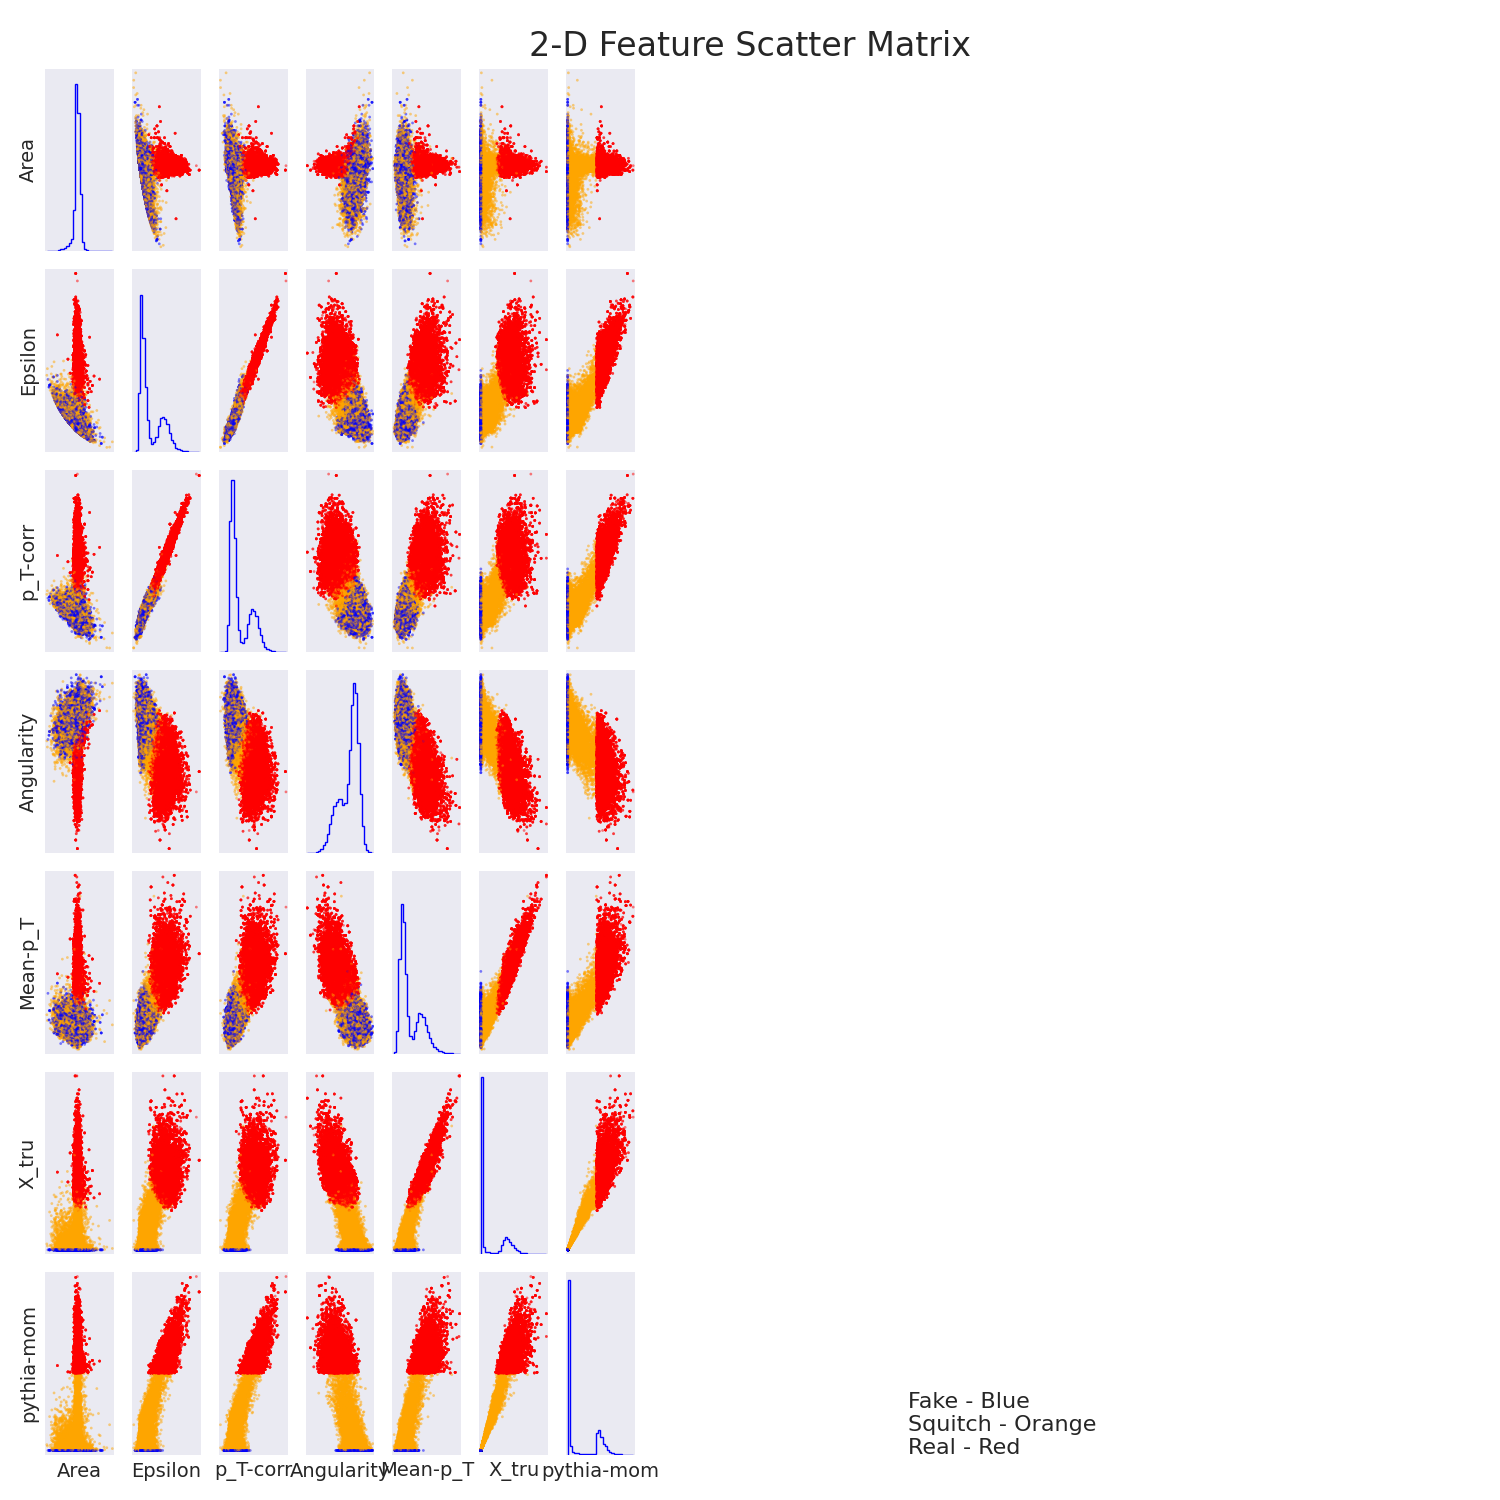 2-D Feature Scatter Matrix
Area
Epsilon
p_T-corr
Angularity
Mean-p_T
X_tru
pythia-mom
Area Epsilon p_T-corr Angularity Mean-p_T X_tru pythia-mom
Fake - Blue
Squitch - Orange
Real - Red